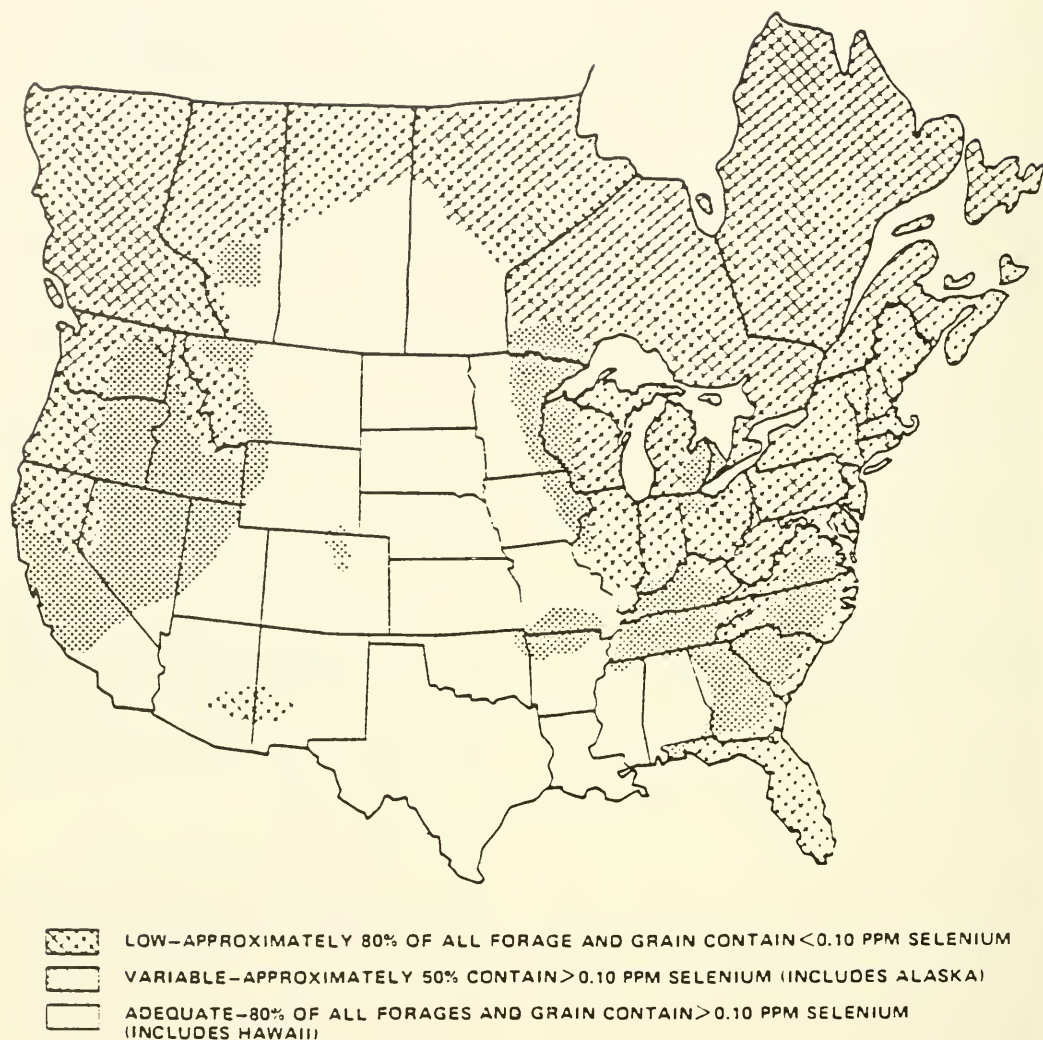 LOW–APPROXIMATELY 80% OF ALL FORAGE AND GRAIN CONTAIN<0.10 PPM SELENIUM
VARIABLE–APPROXIMATELY 50% CONTAIN>0.10 PPM SELENIUM (INCLUDES ALASKA)
ADEQUATE–80% OF ALL FORAGES AND GRAIN CONTAIN>0.10 PPM SELENIUM
(INCLUDES HAWAII)